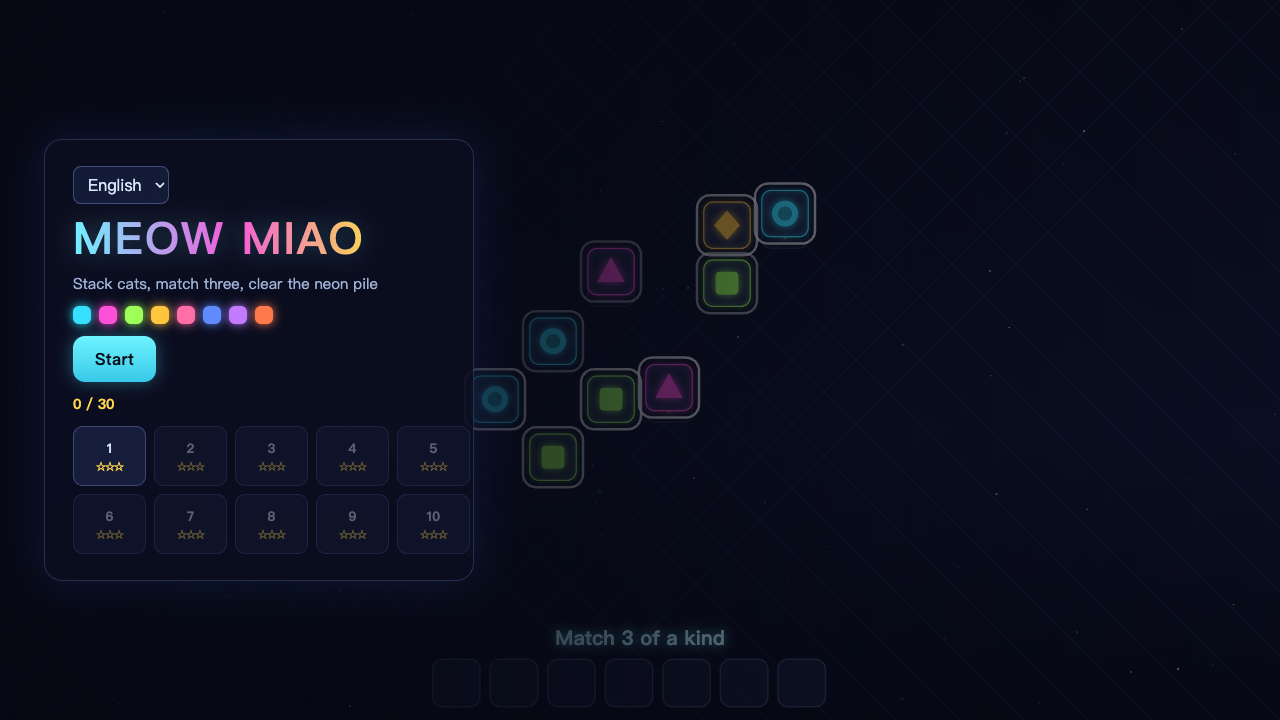 English
MEOW MIAO
Stack cats, match three, clear the neon pile
Start
0 / 30
1 2 3 4 5
☆☆☆ ☆☆☆ ☆☆☆ ☆☆☆ ☆☆☆
6 7 8 9 10
☆☆☆ ☆☆☆ ☆☆☆ ☆☆☆ ☆☆☆
Match 3 of a kind